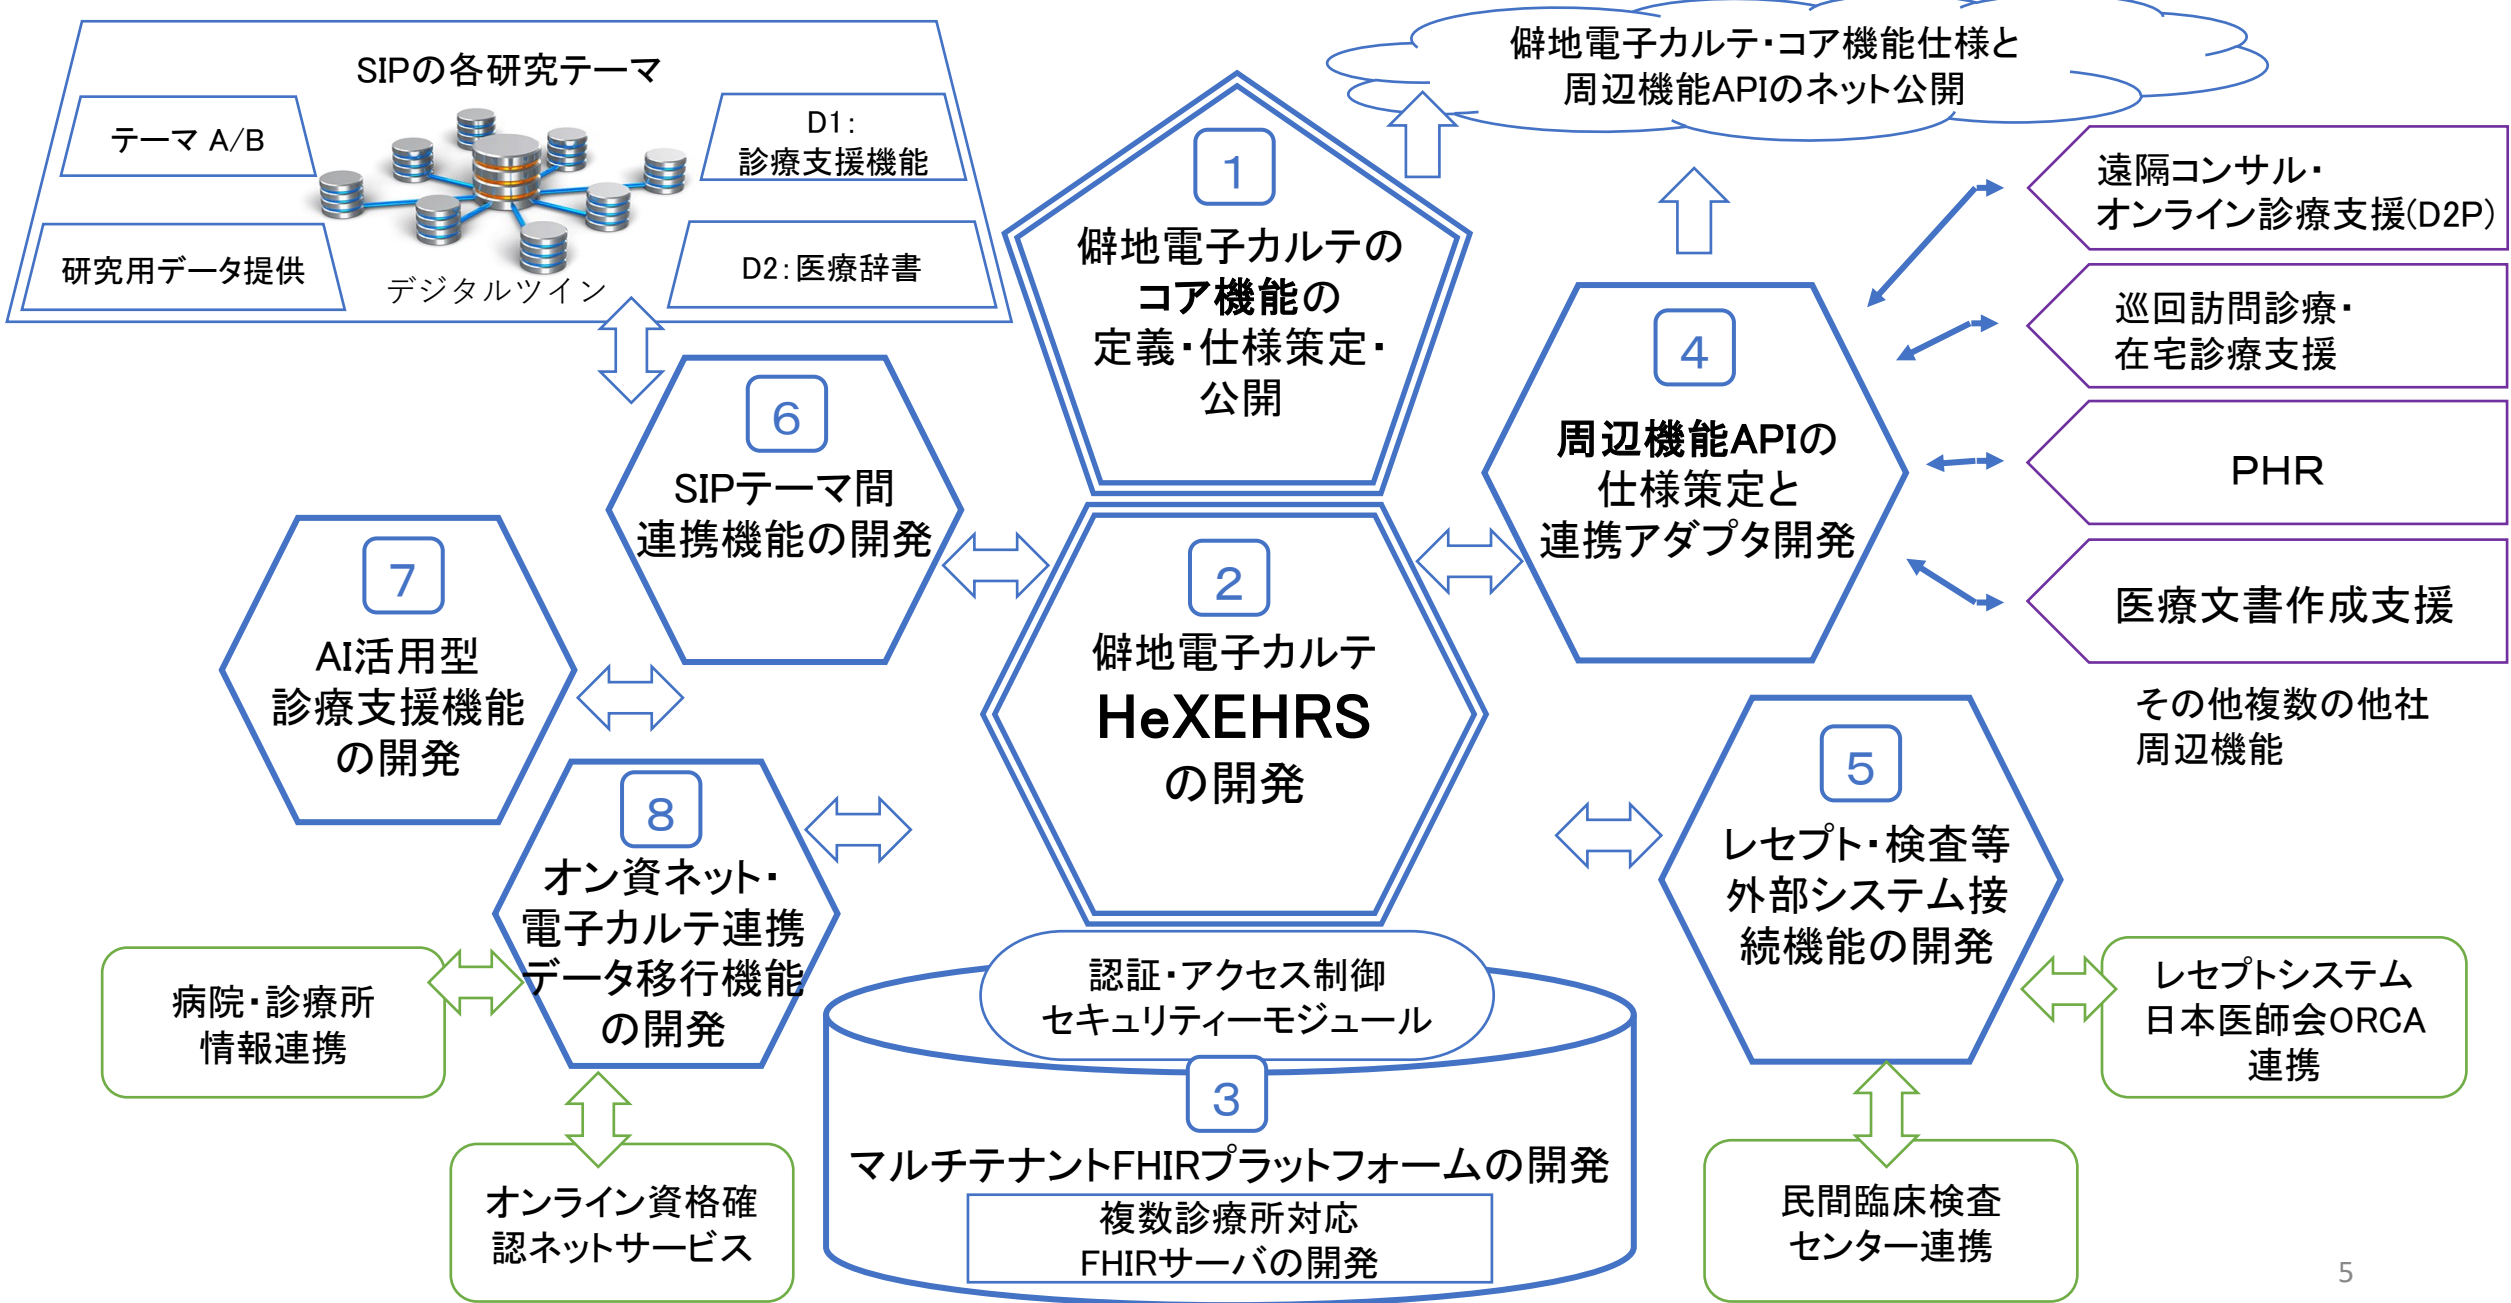 SIPの各研究テーマ
テーマ A/B
D1：
診療支援機能
研究用データ提供
デジタルツイン
D2：医療辞書
僻地電子カルテ・コア機能仕様と
周辺機能APIのネット公開
1
僻地電子カルテの
コア機能の
定義・仕様策定・
公開
2
僻地電子カルテ
HeXEHRS
の開発
認証・アクセス制御
セキュリティーモジュール
3
マルチテナントFHIRプラットフォームの開発
複数診療所対応
FHIRサーバの開発
4
周辺機能APIの
仕様策定と
連携アダプタ開発
遠隔コンサル・
オンライン診療支援(D2P)
巡回訪問診療・
在宅診療支援
PHR
医療文書作成支援
その他複数の他社
周辺機能
5
レセプト・検査等
外部システム接
続機能の開発
レセプトシステム
日本医師会ORCA
連携
民間臨床検査
センター連携
6
SIPテーマ間
連携機能の開発
7
AI活用型
診療支援機能
の開発
8
オン資ネット・
電子カルテ連携
データ移行機能
の開発
病院・診療所
情報連携
オンライン資格確
認ネットサービス
5